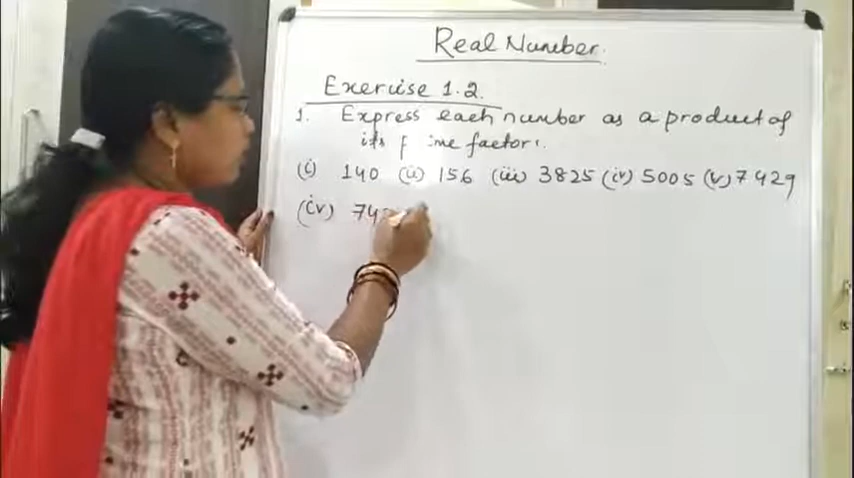 Real Number.
Exercise 1.2.
1. Express each number as a product of
its factors.
(i) 140 (ii) 156 (iii) 3825 (iv) 5005 (v) 7429
(iv)